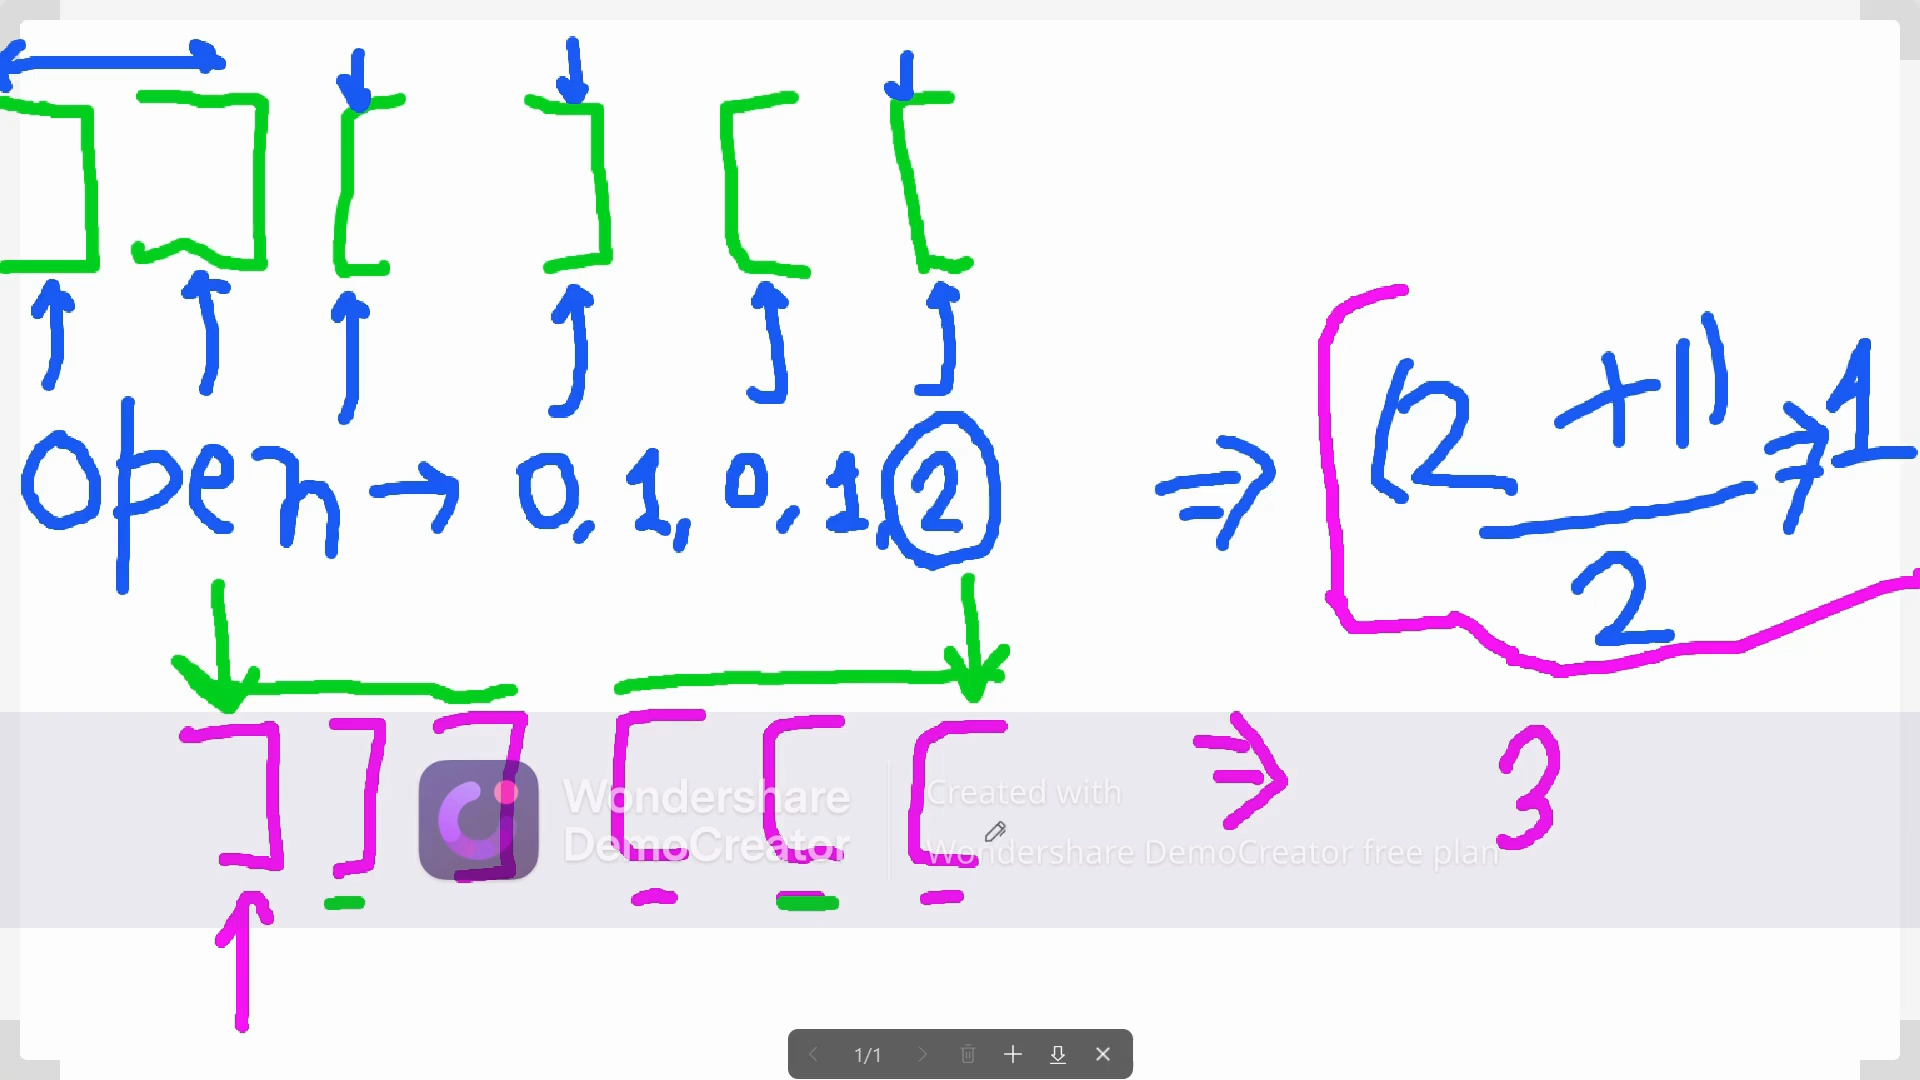 ] ] [ ] [ [
open → 0, 1, 0, 1, 2 ⇒ (2 + 1) / 2 ⇒ 1
] ] ] [ [ [ ⇒ 3
Wondershare DemoCreator
Created with
Wondershare DemoCreator free plan
1/1